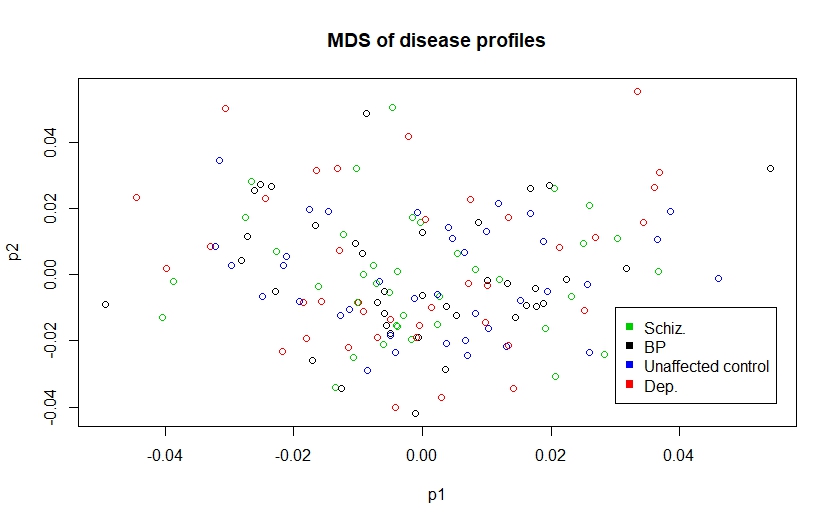 MDS of disease profiles
p2
0.04
0.02
0.00
-0.02
-0.04
Schiz.
BP
Unaffected control
Dep.
-0.04 -0.02 0.00 0.02 0.04
p1